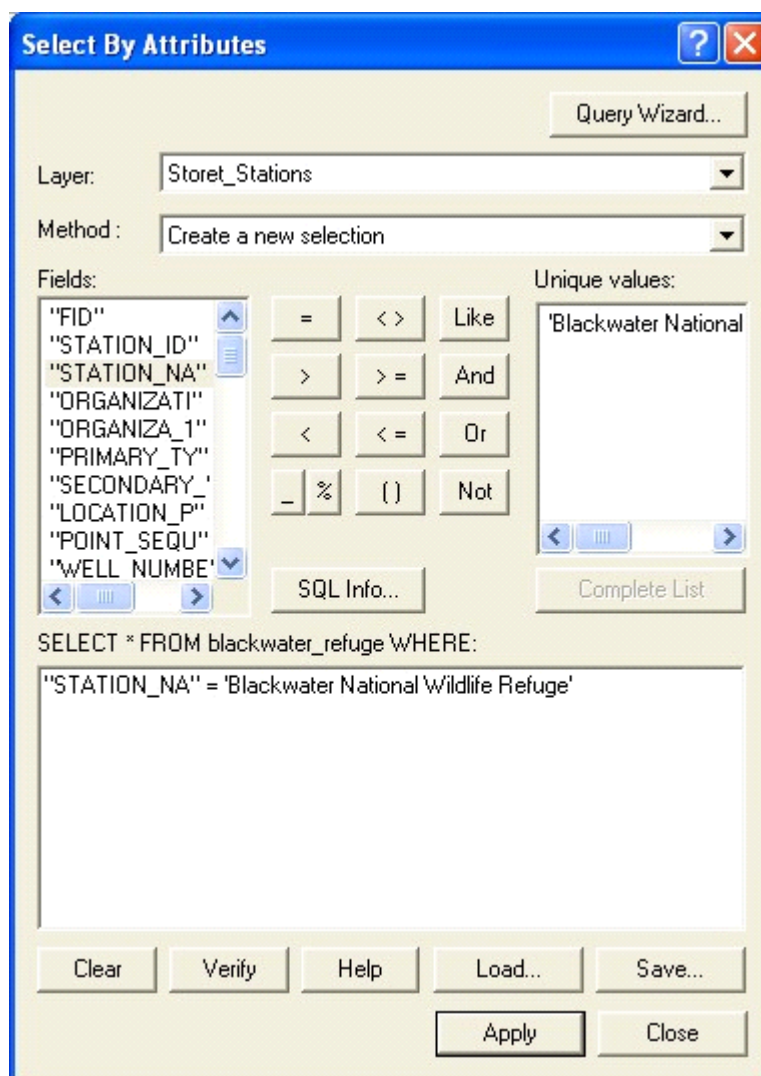 Select By Attributes
Query Wizard...
Layer: Storet_Stations
Method : Create a new selection
Fields:
Unique values:
"FID"
"STATION_ID"
"STATION_NA"
"ORGANIZATI"
"ORGANIZA_1"
"PRIMARY_TY"
"SECONDARY_'
"LOCATION_P"
"POINT_SEQU"
"WELL_NUMBE'
= < > Like
> > = And
< < = Or
_ % ( ) Not
'Blackwater National
SQL Info...
Complete List
SELECT * FROM blackwater_refuge WHERE:
"STATION_NA" = 'Blackwater National Wildlife Refuge'
Clear Verify Help Load... Save...
Apply Close